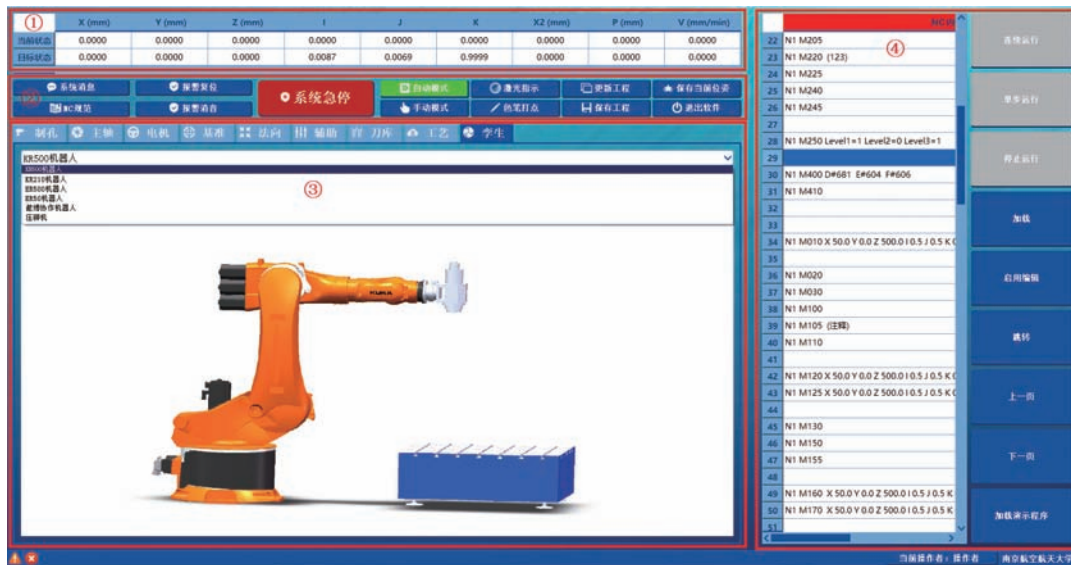 ① X (mm) Y (mm) Z (mm) I J K X2 (mm) P (mm) V (mm/min)
当前状态 0.0000 0.0000 0.0000 0.0000 0.0000 0.0000 0.0000 0.0000 0.0000
目标状态 0.0000 0.0000 0.0000 0.0087 0.0069 0.9999 0.0000 0.0000 0.0000
② 系统消息 报警复位 系统急停 自动模式 激光指示 更新工程 保存当前位姿
NC规范 报警消音 手动模式 色笔打点 保存工程 退出软件
制孔 主轴 电机 基准 法向 辅助 刀库 工艺 孪生
KR500机器人
KR210机器人
KR500机器人
KR50机器人
压铆机
③
KUKA
④
22 N1 M205
23 N1 M220 (123)
24 N1 M225
25 N1 M240
26 N1 M245
27
28 N1 M250 Level1=1 Level2=0 Level3=1
29
30 N1 M400 D#681 E#604 F#606
31 N1 M410
32
33
34 N1 M010 X 50.0 Y 0.0 Z 500.0 I 0.5 J 0.5 K
35
36 N1 M020
37 N1 M030
38 N1 M100
39 N1 M105 (注释)
40 N1 M110
41
42 N1 M120 X 50.0 Y 0.0 Z 500.0 I 0.5 J 0.5 K
43 N1 M125 X 50.0 Y 0.0 Z 500.0 I 0.5 J 0.5 K
44
45 N1 M130
46 N1 M150
47 N1 M155
48
49 N1 M160 X 50.0 Y 0.0 Z 500.0 I 0.5 J 0.5 K
50 N1 M170 X 50.0 Y 0.0 Z 500.0 I 0.5 J 0.5 K
51
连续运行
单步运行
停止运行
加载
启用编辑
跳转
上一页
下一页
加载演示程序
当前操作者：操作者 南京航空航天大学